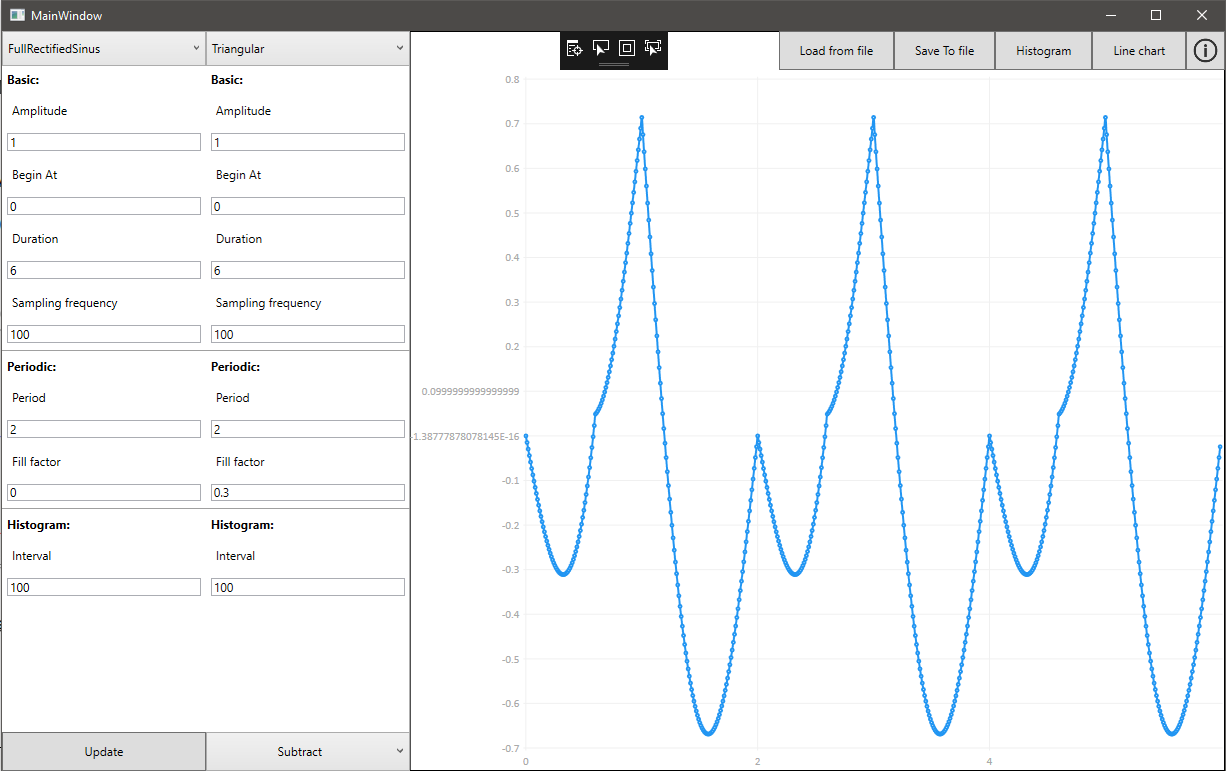 MainWindow
FullRectifiedSinus Triangular Load from file Save To file Histogram Line chart
Basic: Basic:
Amplitude Amplitude
1 1
Begin At Begin At
0 0
Duration Duration
6 6
Sampling frequency Sampling frequency
100 100
Periodic: Periodic:
Period Period
2 2
Fill factor Fill factor
0 0.3
Histogram: Histogram:
Interval Interval
100 100
Update Subtract
0.8
0.7
0.6
0.5
0.4
0.3
0.2
0.0999999999999999
-1.38777878078145E-16
-0.1
-0.2
-0.3
-0.4
-0.5
-0.6
-0.7
0 2 4